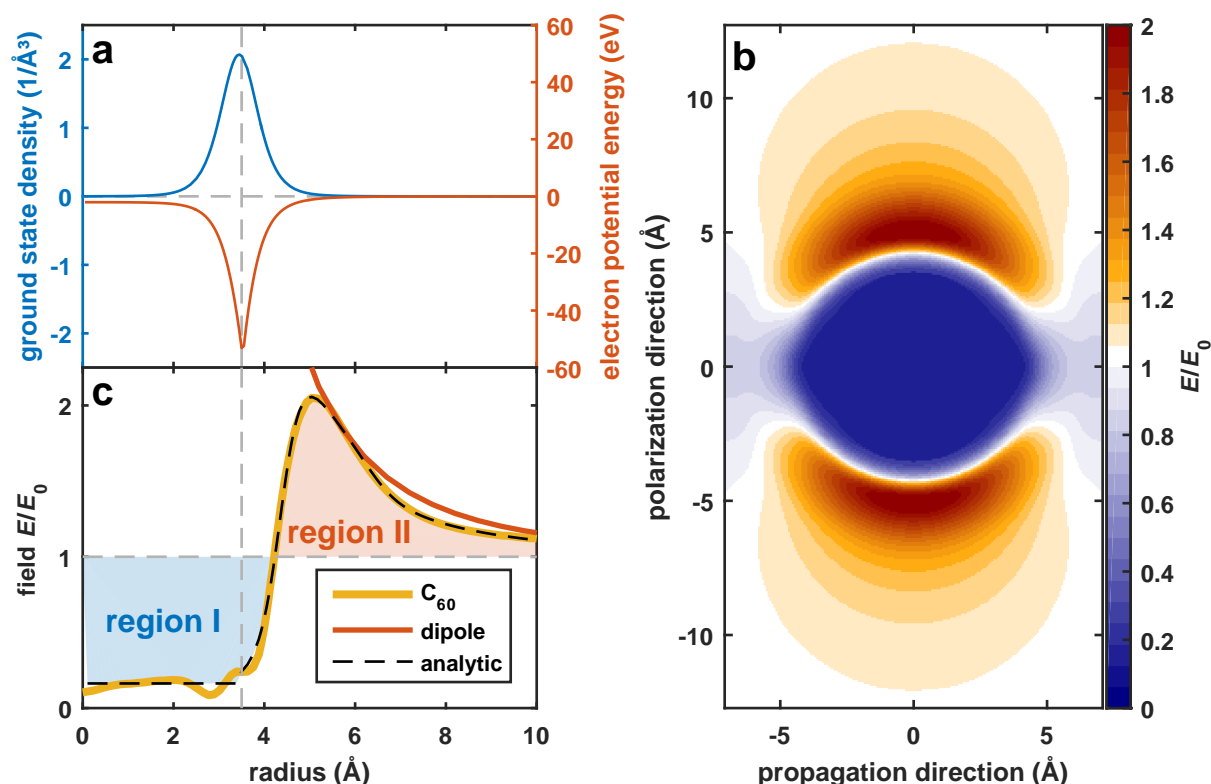 a
ground state density (1/Å³)
2
1
0
-1
-2
60
40
20
0
-20
-40
-60
electron potential energy (eV)
c
field E/E0
2
1
0
region I
region II
C60
dipole
analytic
0 2 4 6 8 10
radius (Å)
b
polarization direction (Å)
10
5
0
-5
-10
-5 0 5
propagation direction (Å)
2
1.8
1.6
1.4
1.2
1
0.8
0.6
0.4
0.2
0
E/E0